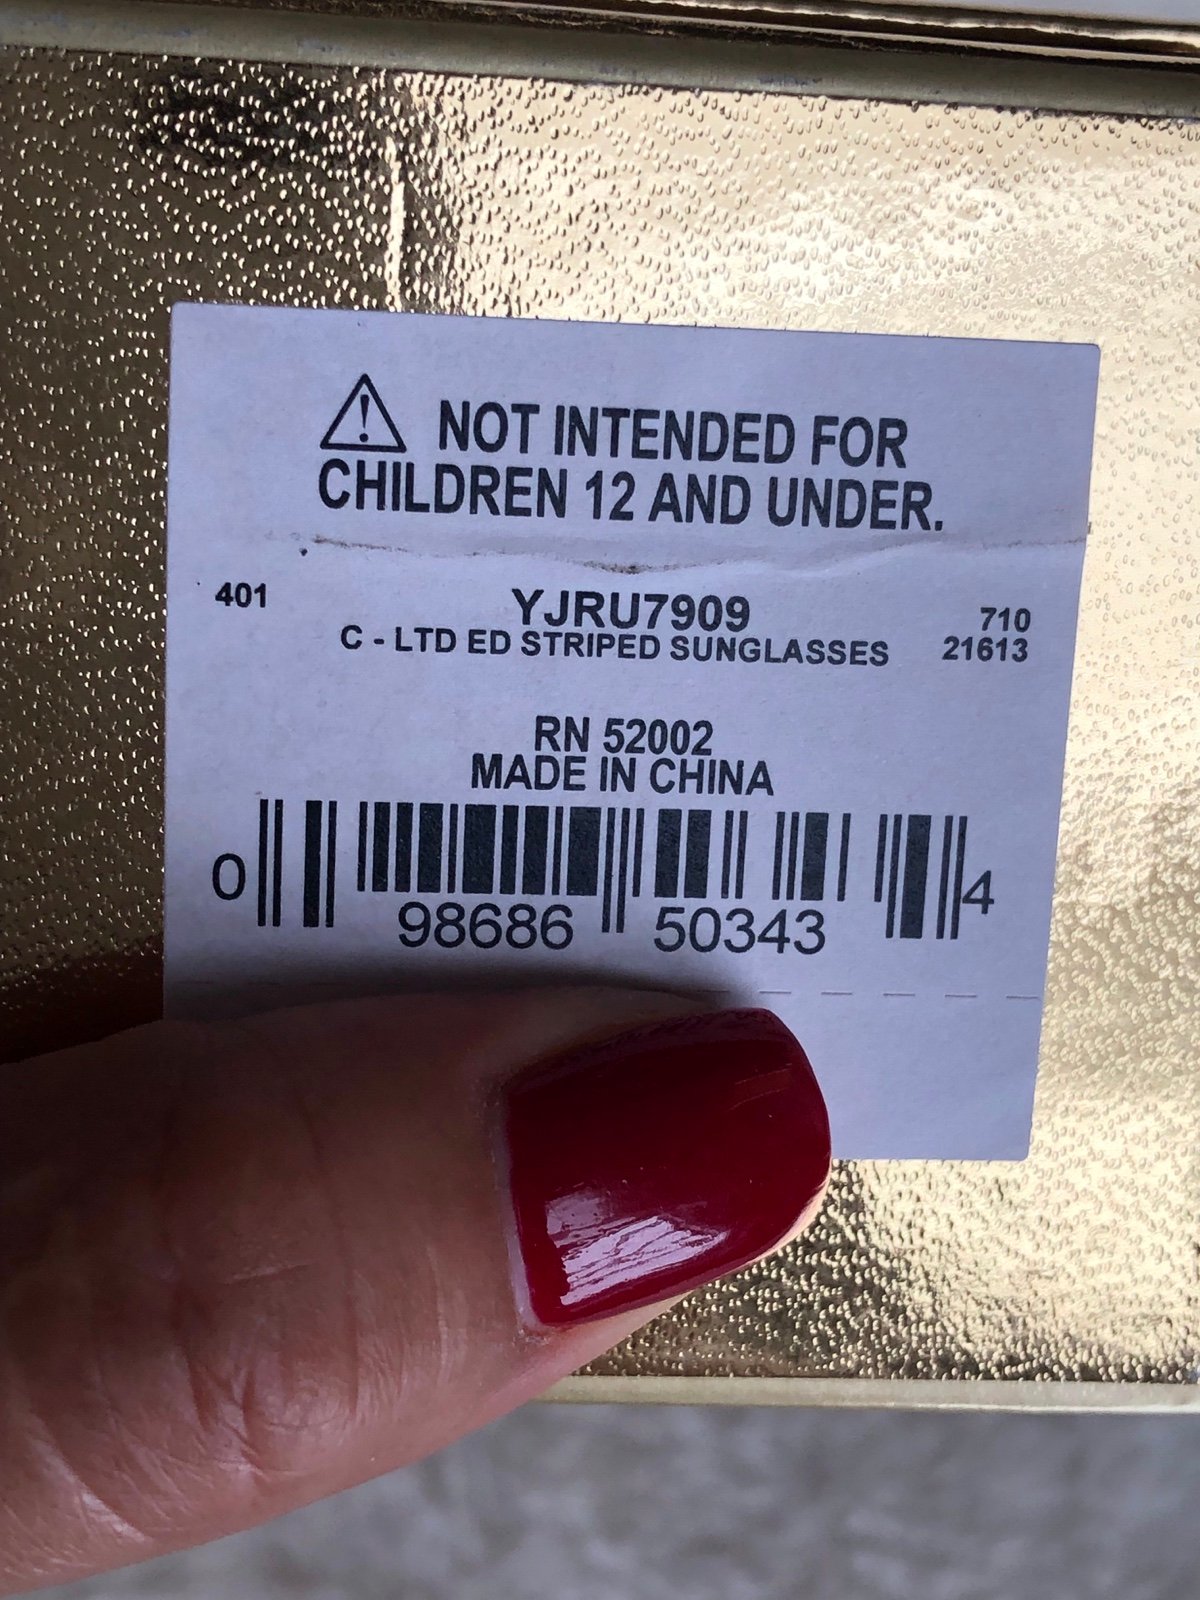 NOT INTENDED FOR
CHILDREN 12 AND UNDER.
401 YJRU7909 710
C - LTD ED STRIPED SUNGLASSES 21613
RN 52002
MADE IN CHINA
0 98686 50343 4